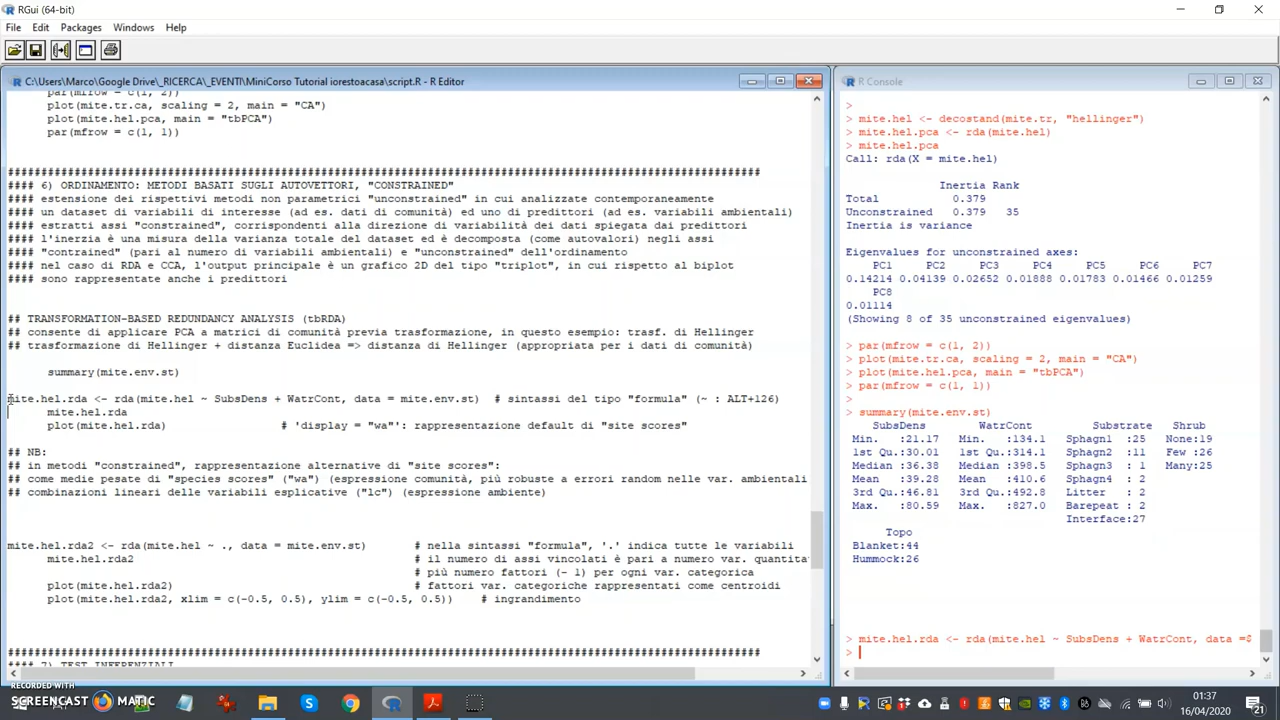 RGui (64-bit)
File Edit Packages Windows Help
C:\Users\Marco\Google Drive\_RICERCA\_EVENTI\MiniCorso Tutorial iorestoacasa\script.R - R Editor
par(mfrow = c(1, 2))
plot(mite.tr.ca, scaling = 2, main = "CA")
plot(mite.hel.pca, main = "tbPCA")
par(mfrow = c(1, 1))
#### 6) ORDINAMENTO: METODI BASATI SUGLI AUTOVETTORI, "CONSTRAINED"
#### estensione dei rispettivi metodi non parametrici "unconstrained" in cui analizzate contemporaneamente
#### un dataset di variabili di interesse (ad es. dati di comunità) ed uno di predittori (ad es. variabili ambientali)
#### estratti assi "constrained", corrispondenti alla direzione di variabilità dei dati spiegata dai predittori
#### l'inerzia è una misura della varianza totale del dataset ed è decomposta (come autovalori) negli assi
#### "contrained" (pari al numero di variabili ambientali) e "unconstrained" dell'ordinamento
#### nel caso di RDA e CCA, l'output principale è un grafico 2D del tipo "triplot", in cui rispetto al biplot
#### sono rappresentate anche i predittori
## TRANSFORMATION-BASED REDUNDANCY ANALYSIS (tbRDA)
## consente di applicare PCA a matrici di comunità previa trasformazione, in questo esempio: trasf. di Hellinger
## trasformazione di Hellinger + distanza Euclidea => distanza di Hellinger (appropriata per i dati di comunità)
summary(mite.env.st)
mite.hel.rda <- rda(mite.hel ~ SubsDens + WatrCont, data = mite.env.st) # sintassi del tipo "formula" (~ : ALT+126)
mite.hel.rda
plot(mite.hel.rda) # 'display = "wa"': rappresentazione default di "site scores"
## NB:
## in metodi "constrained", rappresentazione alternative di "site scores":
## come medie pesate di "species scores" ("wa") (espressione comunità, più robuste a errori random nelle var. ambientali
## combinazioni lineari delle variabili esplicative ("lc") (espressione ambiente)
mite.hel.rda2 <- rda(mite.hel ~ ., data = mite.env.st) # nella sintassi "formula", '.' indica tutte le variabili
mite.hel.rda2 # il numero di assi vincolati è pari a numero var. quantita
# più numero fattori (- 1) per ogni var. categorica
plot(mite.hel.rda2) # fattori var. categoriche rappresentati come centroidi
plot(mite.hel.rda2, xlim = c(-0.5, 0.5), ylim = c(-0.5, 0.5)) # ingrandimento
#### 7) TEST INFERENZIALI
R Console
>
> mite.hel <- decostand(mite.tr, "hellinger")
> mite.hel.pca <- rda(mite.hel)
> mite.hel.pca
Call: rda(X = mite.hel)
Inertia Rank
Total 0.379
Unconstrained 0.379 35
Inertia is variance
Eigenvalues for unconstrained axes:
PC1 PC2 PC3 PC4 PC5 PC6 PC7
0.14214 0.04139 0.02652 0.01888 0.01783 0.01466 0.01259
PC8
0.01114
(Showing 8 of 35 unconstrained eigenvalues)
> par(mfrow = c(1, 2))
> plot(mite.tr.ca, scaling = 2, main = "CA")
> plot(mite.hel.pca, main = "tbPCA")
> par(mfrow = c(1, 1))
>
> summary(mite.env.st)
SubsDens WatrCont Substrate Shrub
Min. :21.17 Min. :134.1 Sphagn1 :25 None:19
1st Qu.:30.01 1st Qu.:314.1 Sphagn2 :11 Few :26
Median :36.38 Median :398.5 Sphagn3 : 1 Many:25
Mean :39.28 Mean :410.6 Sphagn4 : 2
3rd Qu.:46.81 3rd Qu.:492.8 Litter : 2
Max. :80.59 Max. :827.0 Barepeat : 2
Interface:27
Topo
Blanket:44
Hummock:26
> mite.hel.rda <- rda(mite.hel ~ SubsDens + WatrCont, data =$
>
RECORDED WITH
SCREENCAST MATIC
01:37
16/04/2020
21